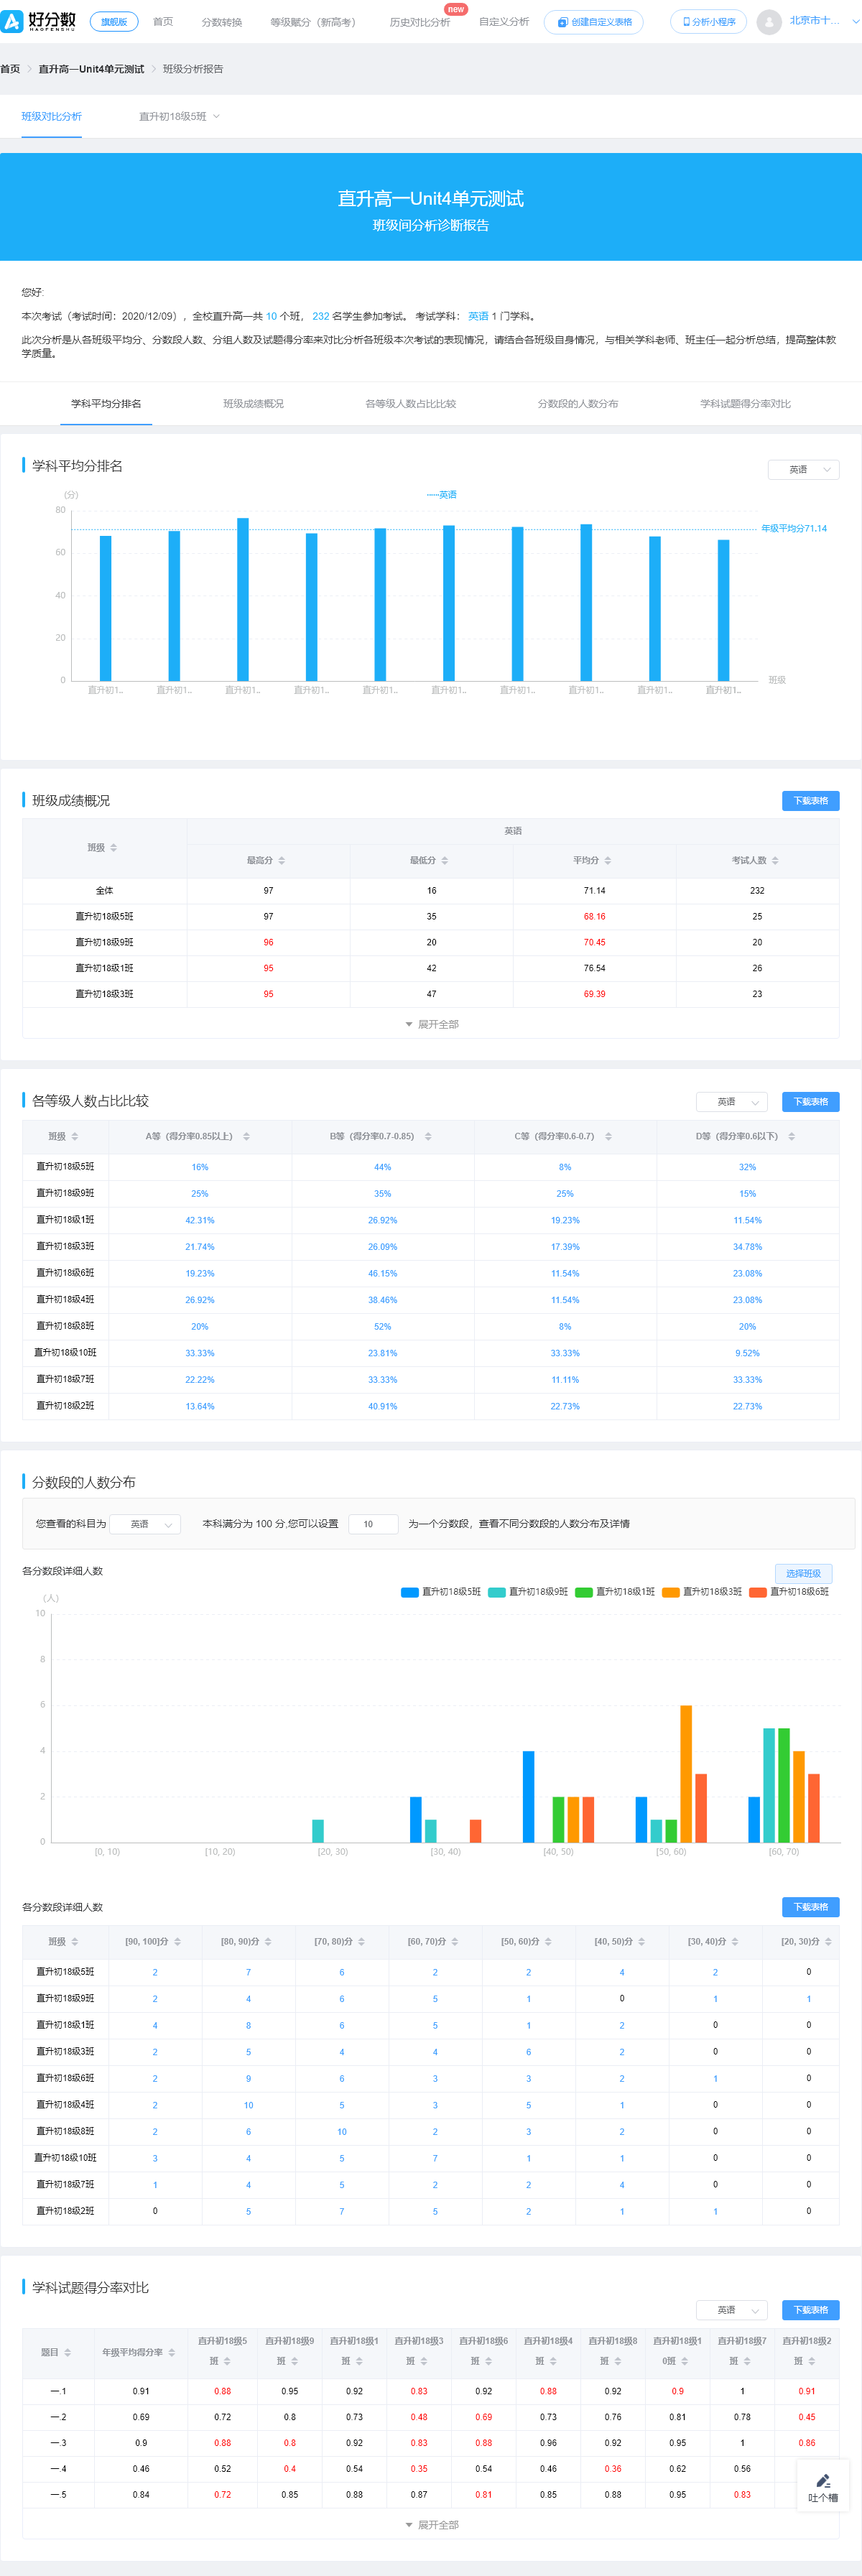 好分数
HAOFENSHU
旗舰版
首页
分数转换
等级赋分（新高考）
历史对比分析
new
自定义分析
创建自定义表格
分析小程序
北京市十...
首页 > 直升高一Unit4单元测试 > 班级分析报告
班级对比分析
直升初18级5班
直升高一Unit4单元测试
班级间分析诊断报告
您好:
本次考试（考试时间：2020/12/09），全校直升高一共 10 个班， 232 名学生参加考试。 考试学科： 英语 1 门学科。
此次分析是从各班级平均分、分数段人数、分组人数及试题得分率来对比分析各班级本次考试的表现情况，请结合各班级自身情况，与相关学科老师、班主任一起分析总结，提高整体教
学质量。
学科平均分排名 班级成绩概况 各等级人数占比比较 分数段的人数分布 学科试题得分率对比
学科平均分排名
英语
(分)
----英语
80
年级平均分71.14
60
40
20
0
直升初1.. 直升初1.. 直升初1.. 直升初1.. 直升初1.. 直升初1.. 直升初1.. 直升初1.. 直升初1.. 直升初1..
班级
班级成绩概况
下载表格
班级 英语
最高分 最低分 平均分 考试人数
全体 97 16 71.14 232
直升初18级5班 97 35 68.16 25
直升初18级9班 96 20 70.45 20
直升初18级1班 95 42 76.54 26
直升初18级3班 95 47 69.39 23
展开全部
各等级人数占比比较
英语
下载表格
班级 A等（得分率0.85以上） B等（得分率0.7-0.85） C等（得分率0.6-0.7） D等（得分率0.6以下）
直升初18级5班 16% 44% 8% 32%
直升初18级9班 25% 35% 25% 15%
直升初18级1班 42.31% 26.92% 19.23% 11.54%
直升初18级3班 21.74% 26.09% 17.39% 34.78%
直升初18级6班 19.23% 46.15% 11.54% 23.08%
直升初18级4班 26.92% 38.46% 11.54% 23.08%
直升初18级8班 20% 52% 8% 20%
直升初18级10班 33.33% 23.81% 33.33% 9.52%
直升初18级7班 22.22% 33.33% 11.11% 33.33%
直升初18级2班 13.64% 40.91% 22.73% 22.73%
分数段的人数分布
您查看的科目为 英语 本科满分为 100 分,您可以设置 10 为一个分数段，查看不同分数段的人数分布及详情
各分数段详细人数
选择班级
直升初18级5班 直升初18级9班 直升初18级1班 直升初18级3班 直升初18级6班
(人)
10
8
6
4
2
0
[0, 10) [10, 20) [20, 30) [30, 40) [40, 50) [50, 60) [60, 70)
各分数段详细人数
下载表格
班级 [90, 100]分 [80, 90)分 [70, 80)分 [60, 70)分 [50, 60)分 [40, 50)分 [30, 40)分 [20, 30)分
直升初18级5班 2 7 6 2 2 4 2 0
直升初18级9班 2 4 6 5 1 0 1 1
直升初18级1班 4 8 6 5 1 2 0 0
直升初18级3班 2 5 4 4 6 2 0 0
直升初18级6班 2 9 6 3 3 2 1 0
直升初18级4班 2 10 5 3 5 1 0 0
直升初18级8班 2 6 10 2 3 2 0 0
直升初18级10班 3 4 5 7 1 1 0 0
直升初18级7班 1 4 5 2 2 4 0 0
直升初18级2班 0 5 7 5 2 1 1 0
学科试题得分率对比
英语
下载表格
题目 年级平均得分率 直升初18级5班 直升初18级9班 直升初18级1班 直升初18级3班 直升初18级6班 直升初18级4班 直升初18级8班 直升初18级10班 直升初18级7班 直升初18级2班
一.1 0.91 0.88 0.95 0.92 0.83 0.92 0.88 0.92 0.9 1 0.91
一.2 0.69 0.72 0.8 0.73 0.48 0.69 0.73 0.76 0.81 0.78 0.45
一.3 0.9 0.88 0.8 0.92 0.83 0.88 0.96 0.92 0.95 1 0.86
一.4 0.46 0.52 0.4 0.54 0.35 0.54 0.46 0.36 0.62 0.56
一.5 0.84 0.72 0.85 0.88 0.87 0.81 0.85 0.88 0.95 0.83
吐个槽
展开全部